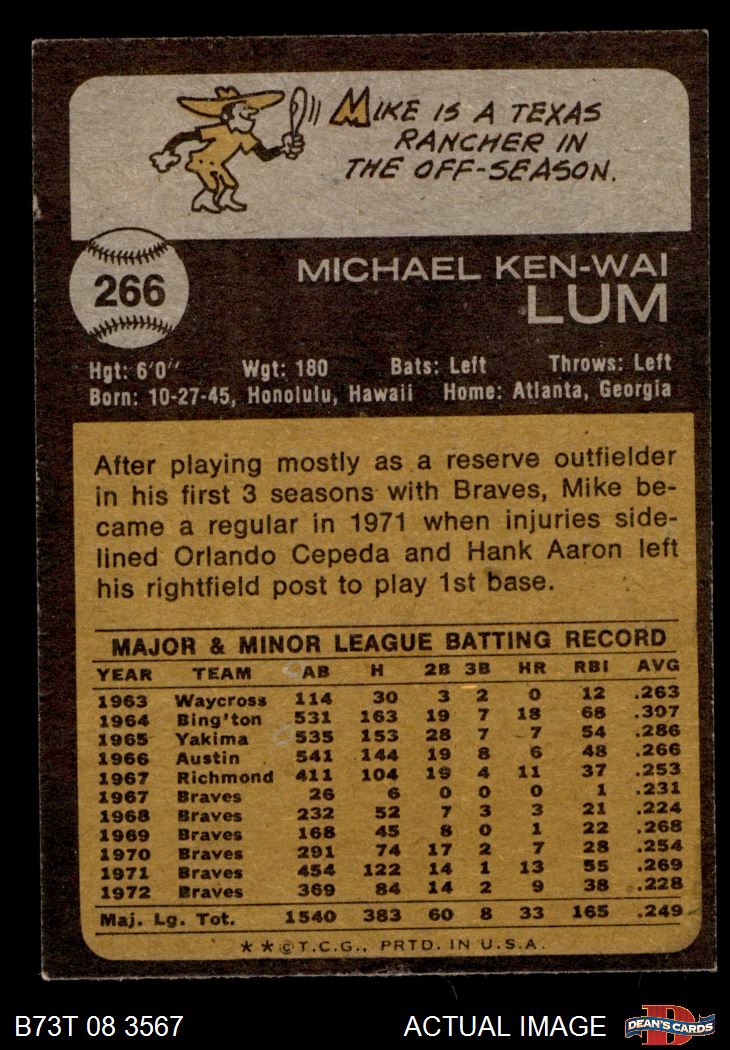 MIKE IS A TEXAS
RANCHER IN
THE OFF-SEASON.
266
MICHAEL KEN-WAI
LUM
Hgt: 6'0" Wgt: 180 Bats: Left Throws: Left
Born: 10-27-45, Honolulu, Hawaii Home: Atlanta, Georgia
After playing mostly as a reserve outfielder
in his first 3 seasons with Braves, Mike be-
came a regular in 1971 when injuries side-
lined Orlando Cepeda and Hank Aaron left
his rightfield post to play 1st base.
MAJOR & MINOR LEAGUE BATTING RECORD
YEAR TEAM AB H 2B 3B HR RBI AVG
1963 Waycross 114 30 3 2 0 12 .263
1964 Bing'ton 531 163 19 7 18 68 .307
1965 Yakima 535 153 28 7 7 54 .286
1966 Austin 541 144 19 8 6 48 .266
1967 Richmond 411 104 19 4 11 37 .253
1967 Braves 26 6 0 0 0 1 .231
1968 Braves 232 52 7 3 3 21 .224
1969 Braves 168 45 8 0 1 22 .268
1970 Braves 291 74 17 2 7 28 .254
1971 Braves 454 122 14 1 13 55 .269
1972 Braves 369 84 14 2 9 38 .228
Maj. Lg. Tot. 1540 383 60 8 33 165 .249
★ ★ © T.C.G., PRTD. IN U.S.A.
B73T 08 3567 ACTUAL IMAGE
D
DEAN'S CARDS